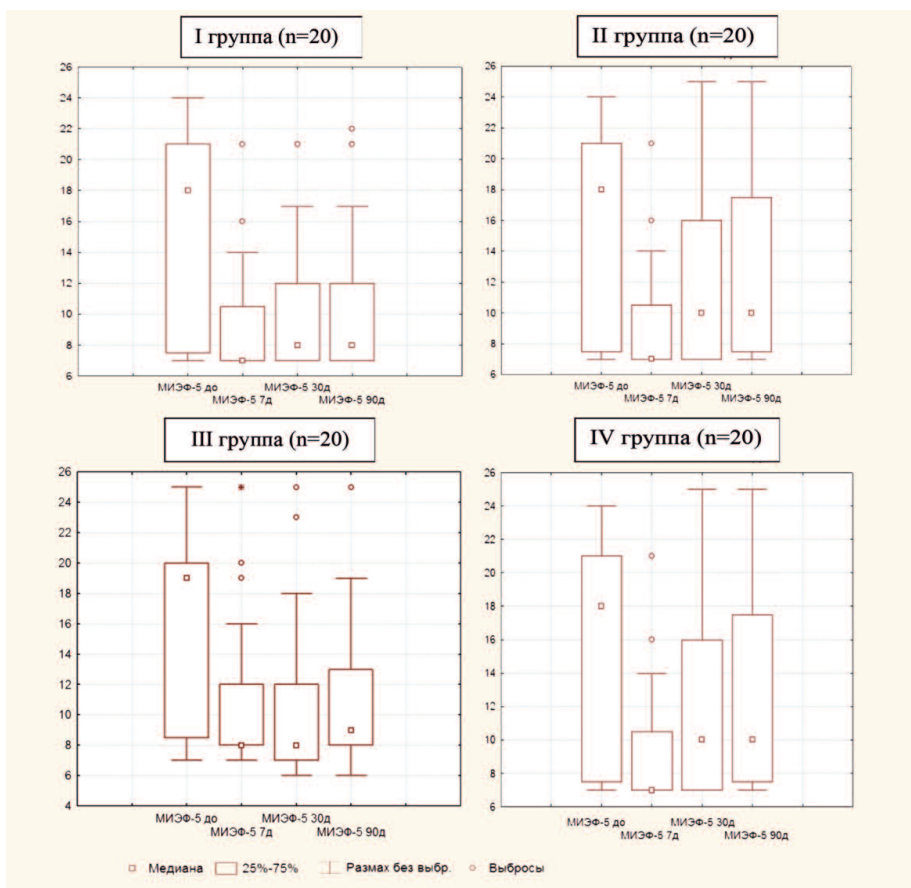 I группа (n=20)
II группа (n=20)
26
24
22
20
18
16
14
12
10
8
6
МИЭФ-5 до
МИЭФ-5 7д
МИЭФ-5 30д
МИЭФ-5 90д
26
24
22
20
18
16
14
12
10
8
6
МИЭФ-5 до
МИЭФ-5 7д
МИЭФ-5 30д
МИЭФ-5 90д
III группа (n=20)
IV группа (n=20)
26
24
22
20
18
16
14
12
10
8
6
4
МИЭФ-5 до
МИЭФ-5 7д
МИЭФ-5 30д
МИЭФ-5 90д
26
24
22
20
18
16
14
12
10
8
6
МИЭФ-5 до
МИЭФ-5 7д
МИЭФ-5 30д
МИЭФ-5 90д
Медиана 25%-75% Размах без выбр. Выбросы